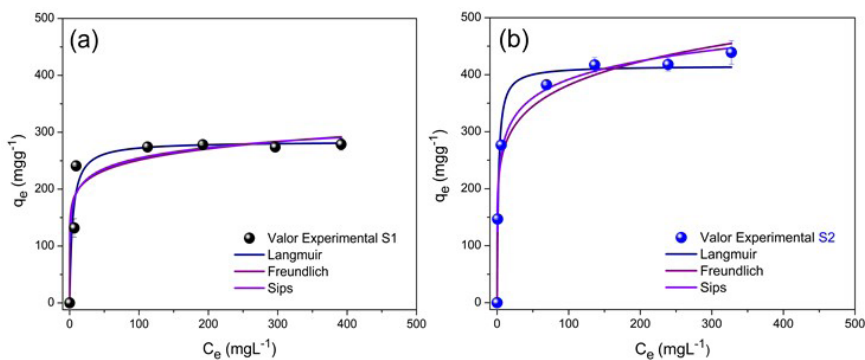 (a)
500
400
300
200
100
0
qe (mgg-1)
Valor Experimental S1
Langmuir
Freundlich
Sips
0 100 200 300 400 500
Ce (mgL-1)
(b)
500
400
300
200
100
0
qe (mgg-1)
Valor Experimental S2
Langmuir
Freundlich
Sips
0 100 200 300 400 500
Ce (mgL-1)